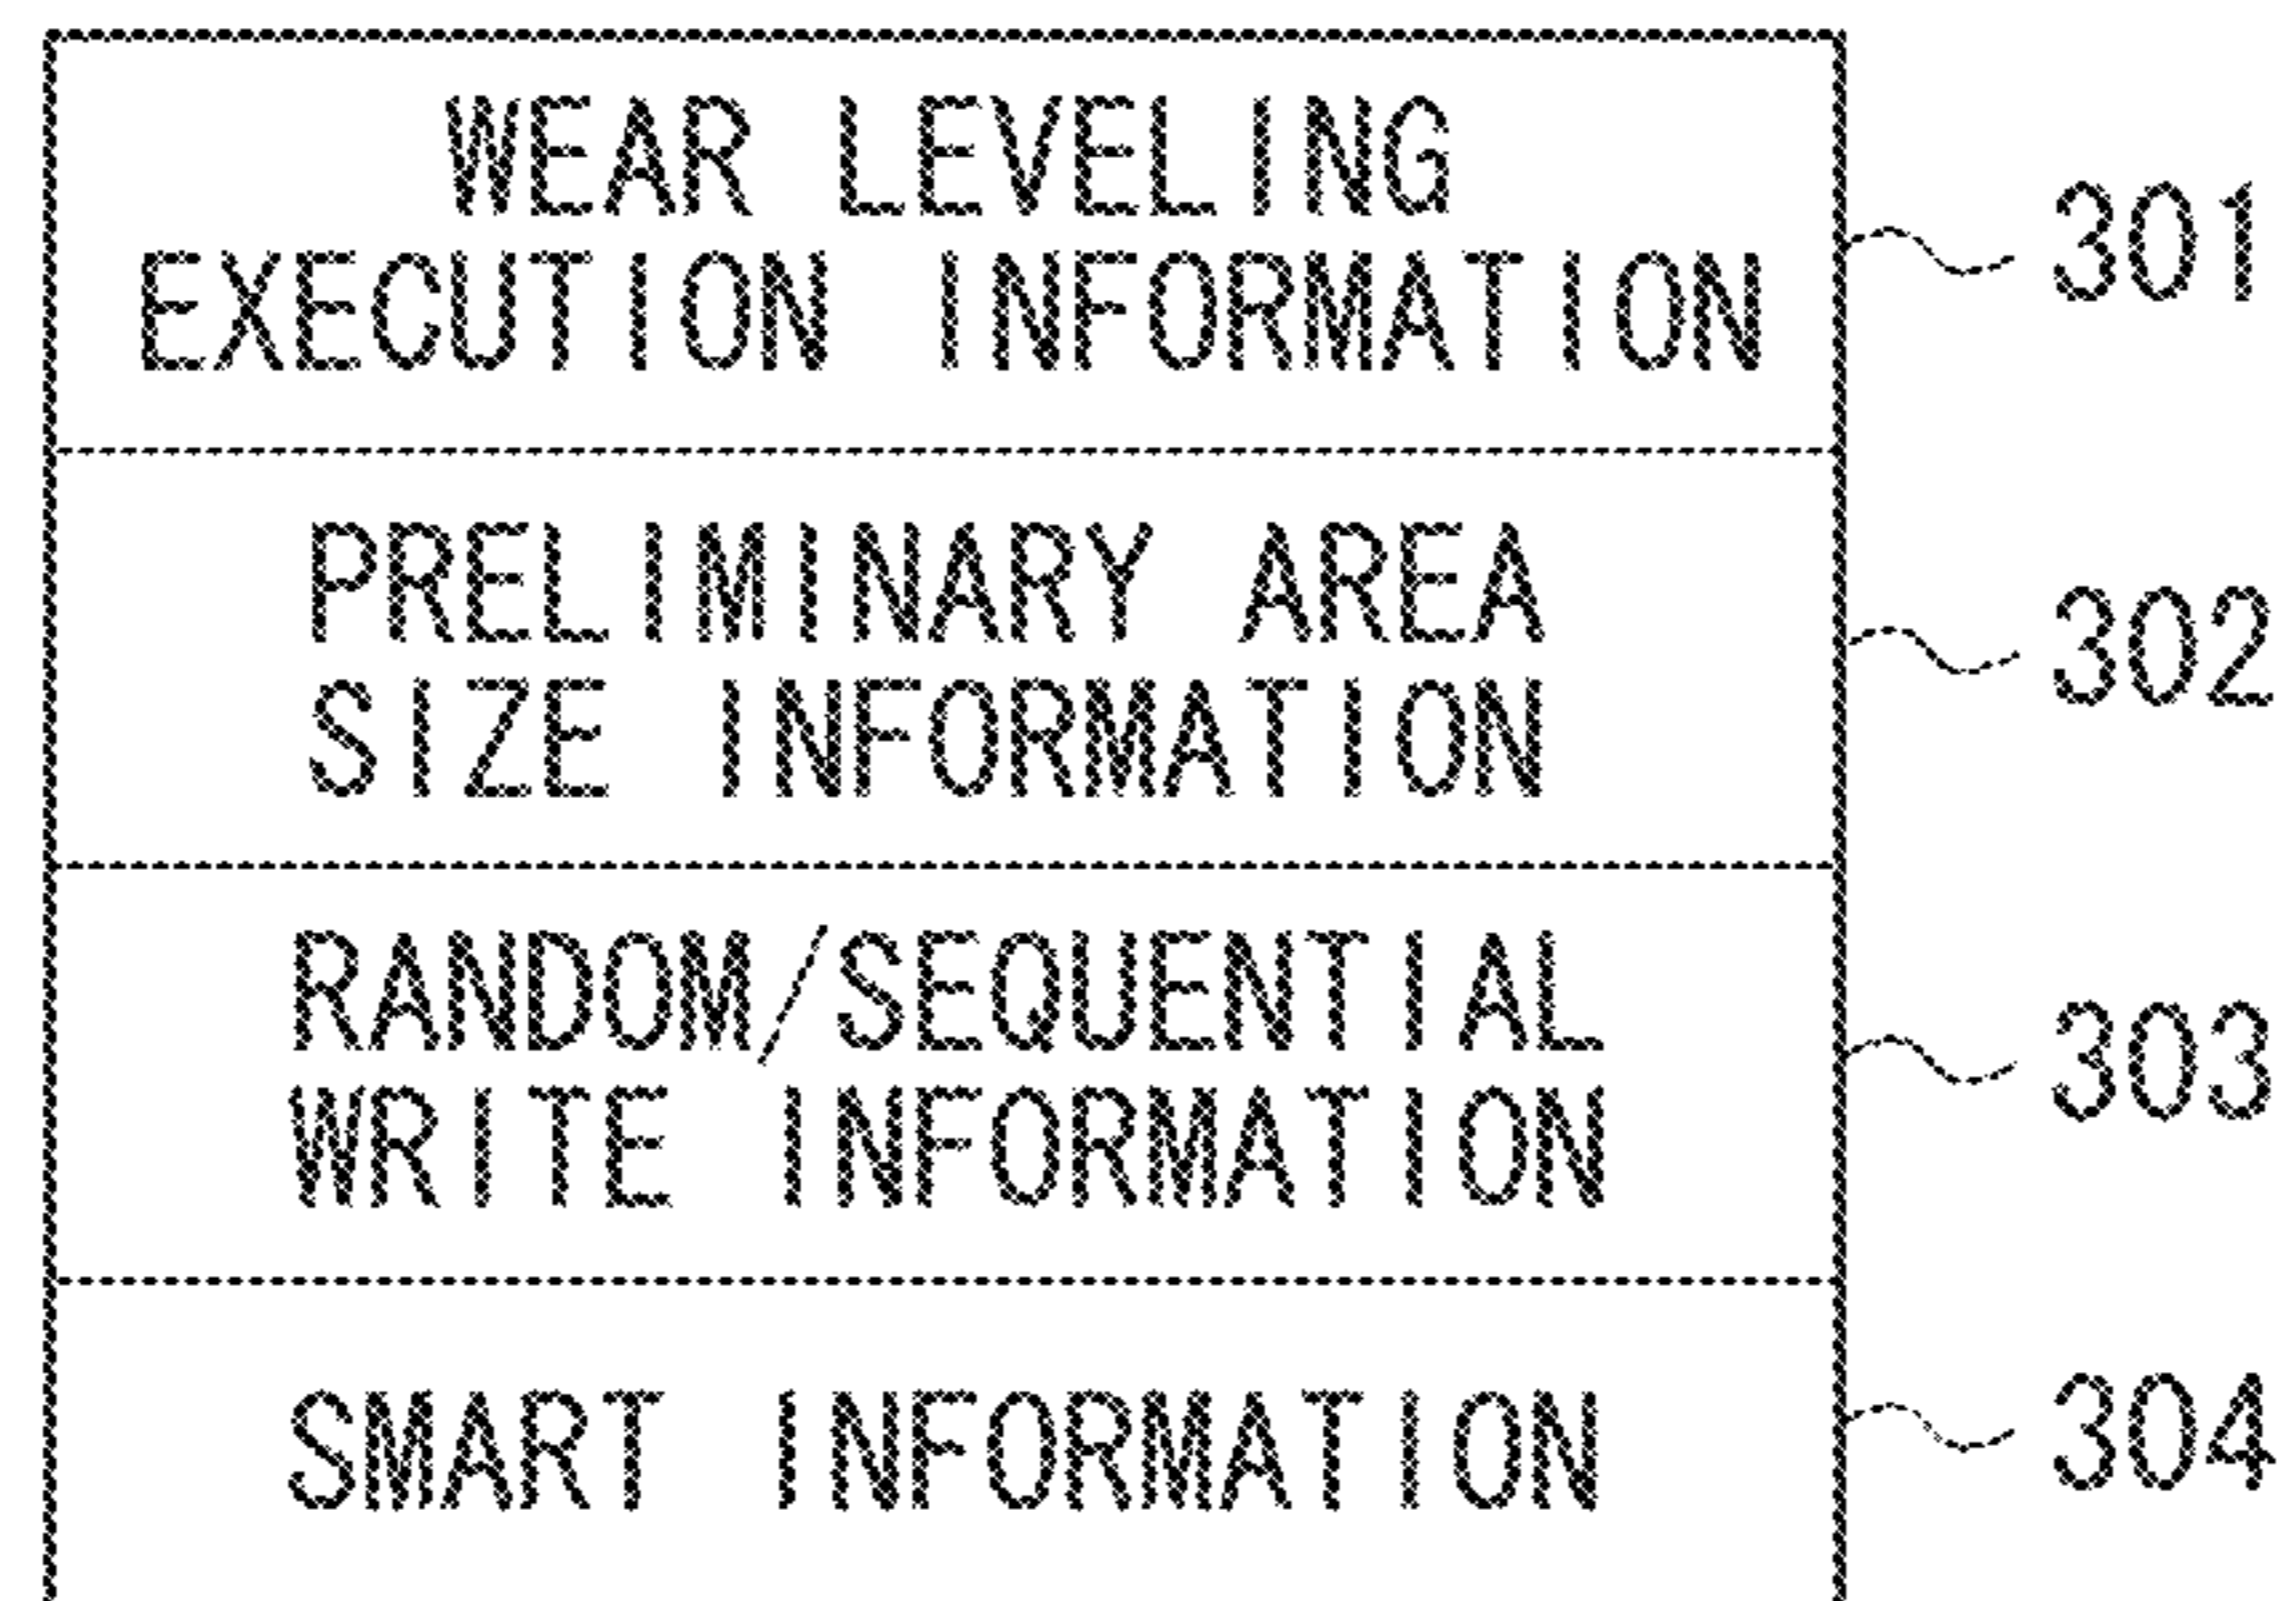 WEAR LEVELING
EXECUTION INFORMATION
301
PRELIMINARY AREA
SIZE INFORMATION
302
RANDOM/SEQUENTIAL
WRITE INFORMATION
303
SMART INFORMATION
304